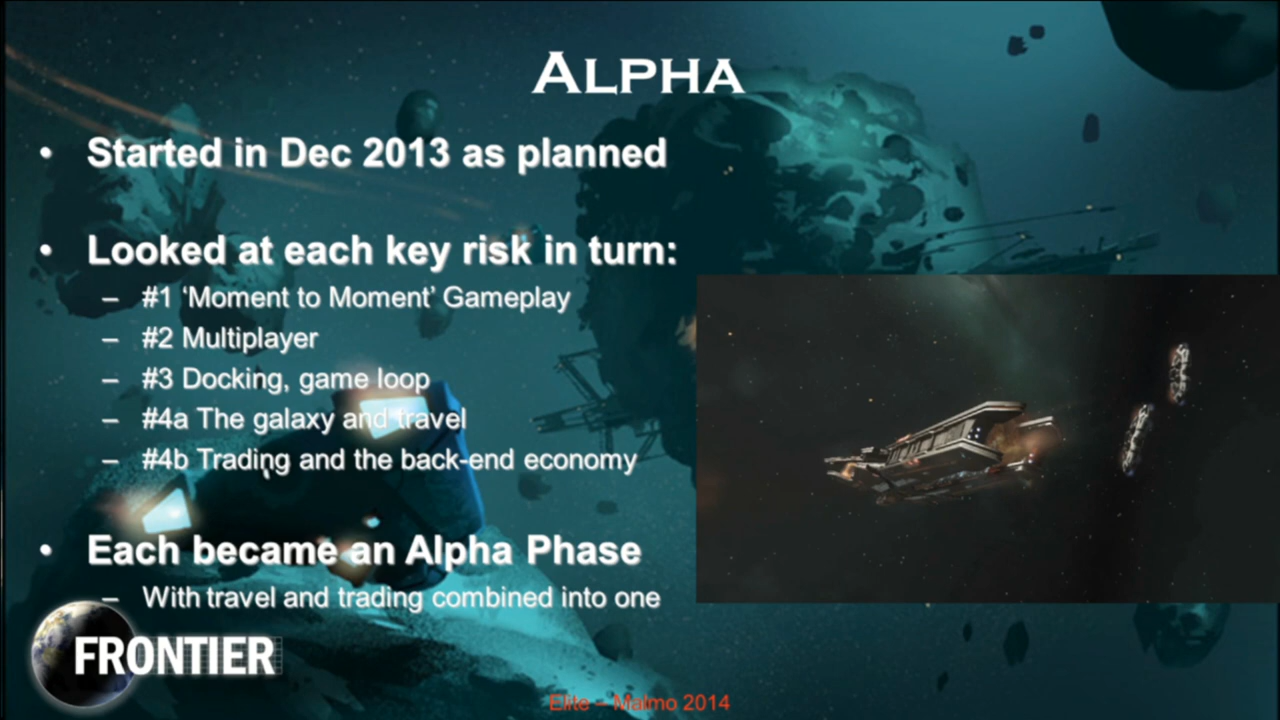 ALPHA
• Started in Dec 2013 as planned
• Looked at each key risk in turn:
– #1 ‘Moment to Moment’ Gameplay
– #2 Multiplayer
– #3 Docking, game loop
– #4a The galaxy and travel
– #4b Trading and the back-end economy
• Each became an Alpha Phase
– With travel and trading combined into one
FRONTIER
Elite – Malmo 2014